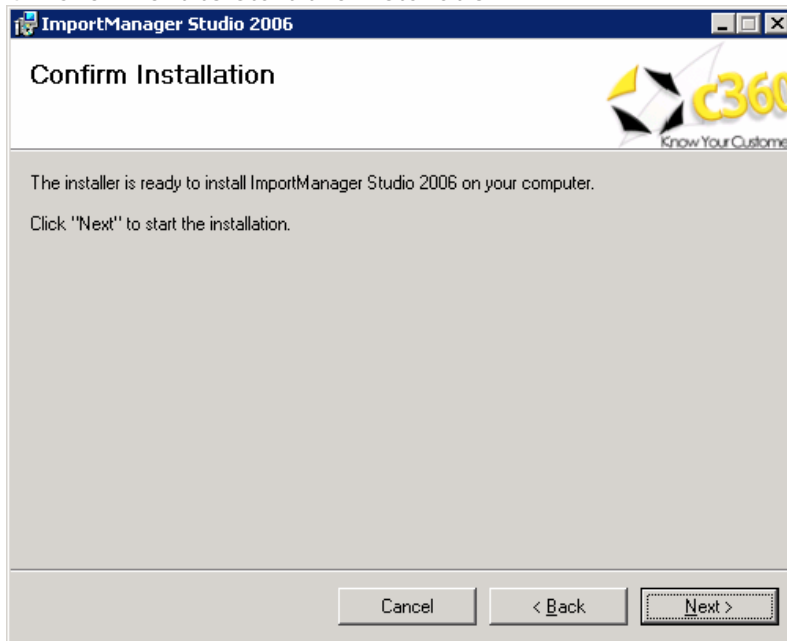 ImportManager Studio 2006
Confirm Installation
c360
Know Your Custome
The installer is ready to install ImportManager Studio 2006 on your computer.
Click "Next" to start the installation.
Cancel
< Back
Next >